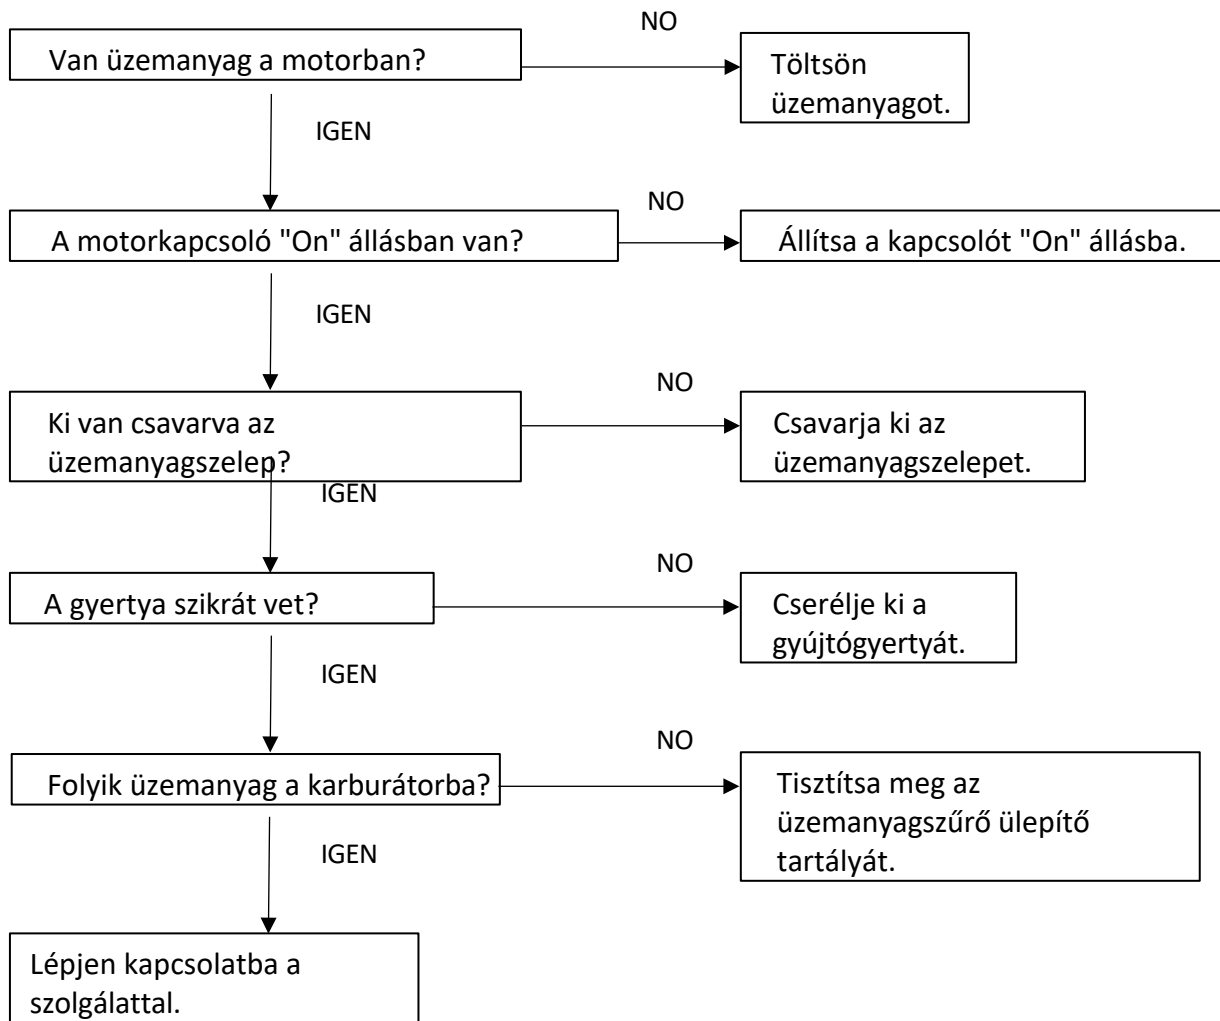 NO
Van üzemanyag a motorban?
Töltsön
üzemanyagot.
IGEN
NO
A motorkapcsoló "On" állásban van?
Állítsa a kapcsolót "On" állásba.
IGEN
NO
Ki van csavarva az
üzemanyagszelep?
Csavarja ki az
üzemanyagszelepet.
IGEN
NO
A gyertya szikrát vet?
Cserélje ki a
gyújtógyertyát.
IGEN
NO
Folyik üzemanyag a karburátorba?
Tisztítsa meg az
üzemanyagszűrő ülepítő
tartályát.
IGEN
Lépjen kapcsolatba a
szolgálattal.